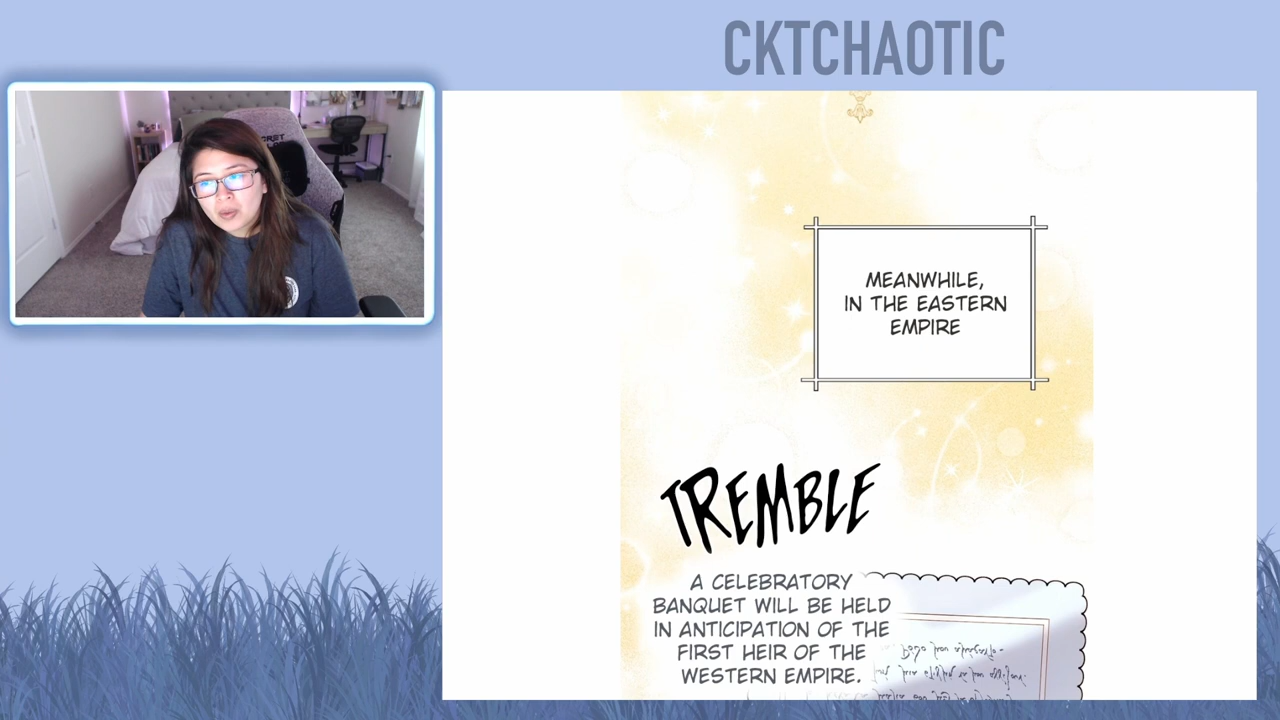 CKTCHAOTIC
MEANWHILE,
IN THE EASTERN
EMPIRE
TREMBLE
A CELEBRATORY
BANQUET WILL BE HELD
IN ANTICIPATION OF THE
FIRST HEIR OF THE
WESTERN EMPIRE.